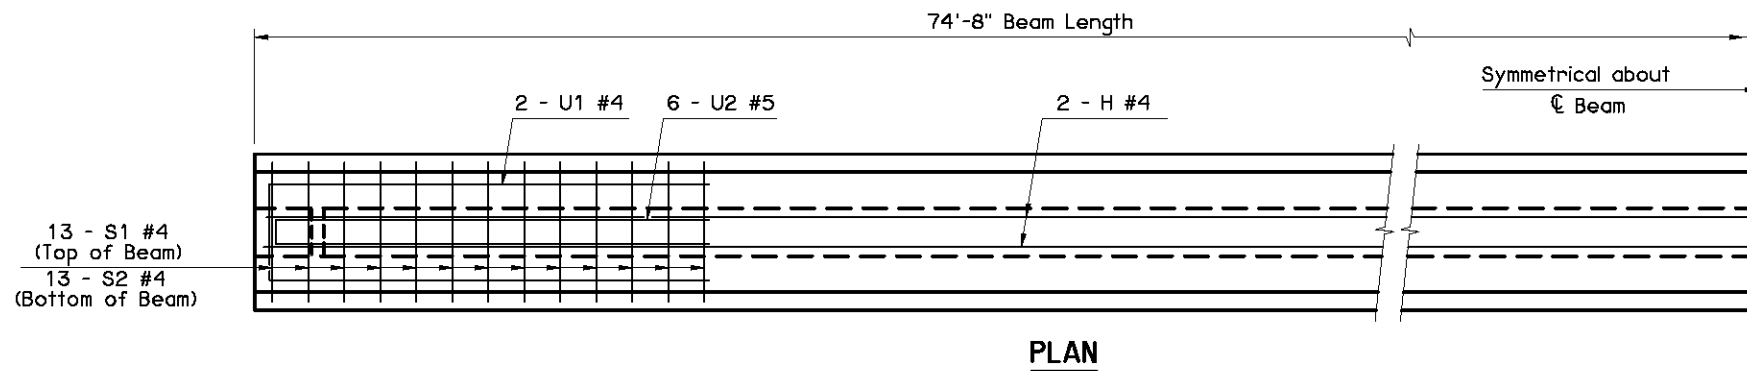 74'-8" Beam Length
Symmetrical about
℄ Beam
2 - U1 #4
6 - U2 #5
2 - H #4
13 - S1 #4
(Top of Beam)
13 - S2 #4
(Bottom of Beam)
PLAN